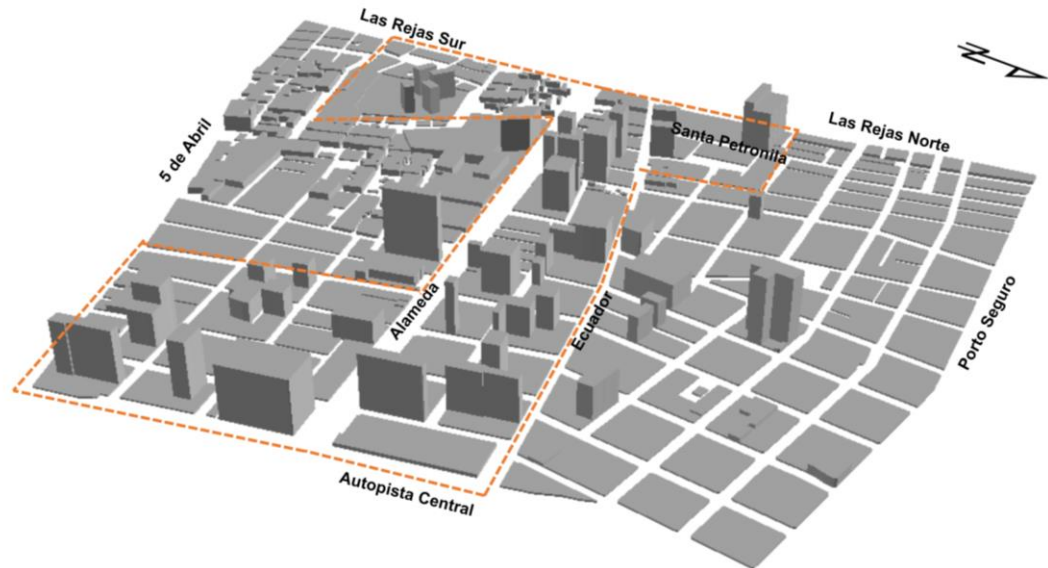 Las Rejas Sur
N
5 de Abril
Santa Petronila
Las Rejas Norte
Alameda
Ecuador
Porto Seguro
Autopista Central